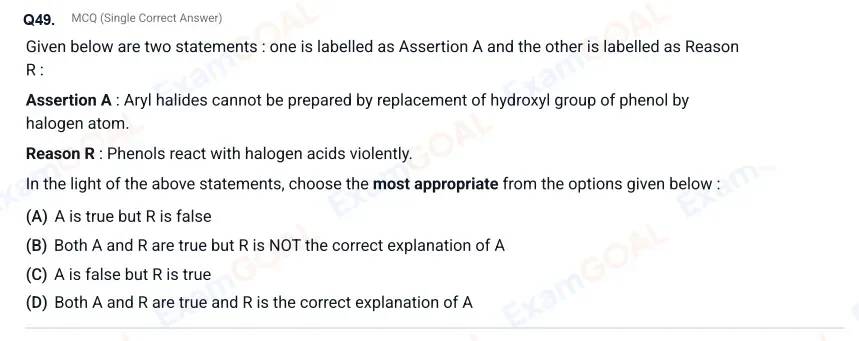 Q49. MCQ (Single Correct Answer)
Given below are two statements : one is labelled as Assertion A and the other is labelled as Reason
R :
Assertion A : Aryl halides cannot be prepared by replacement of hydroxyl group of phenol by
halogen atom.
Reason R : Phenols react with halogen acids violently.
In the light of the above statements, choose the most appropriate from the options given below :
(A) A is true but R is false
(B) Both A and R are true but R is NOT the correct explanation of A
(C) A is false but R is true
(D) Both A and R are true and R is the correct explanation of A
ExamGOAL